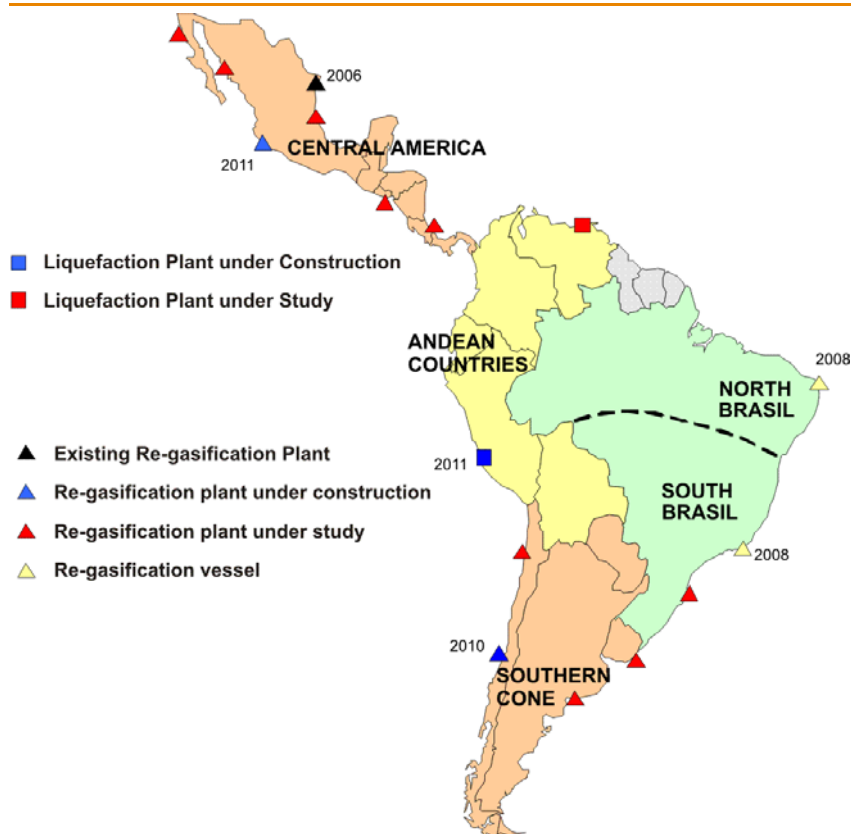 2006
CENTRAL AMERICA
2011
Liquefaction Plant under Construction
Liquefaction Plant under Study
ANDEAN
COUNTRIES
2008
NORTH
BRASIL
Existing Re-gasification Plant
2011
Re-gasification plant under construction
SOUTH
BRASIL
Re-gasification plant under study
2008
Re-gasification vessel
2010
SOUTHERN
CONE